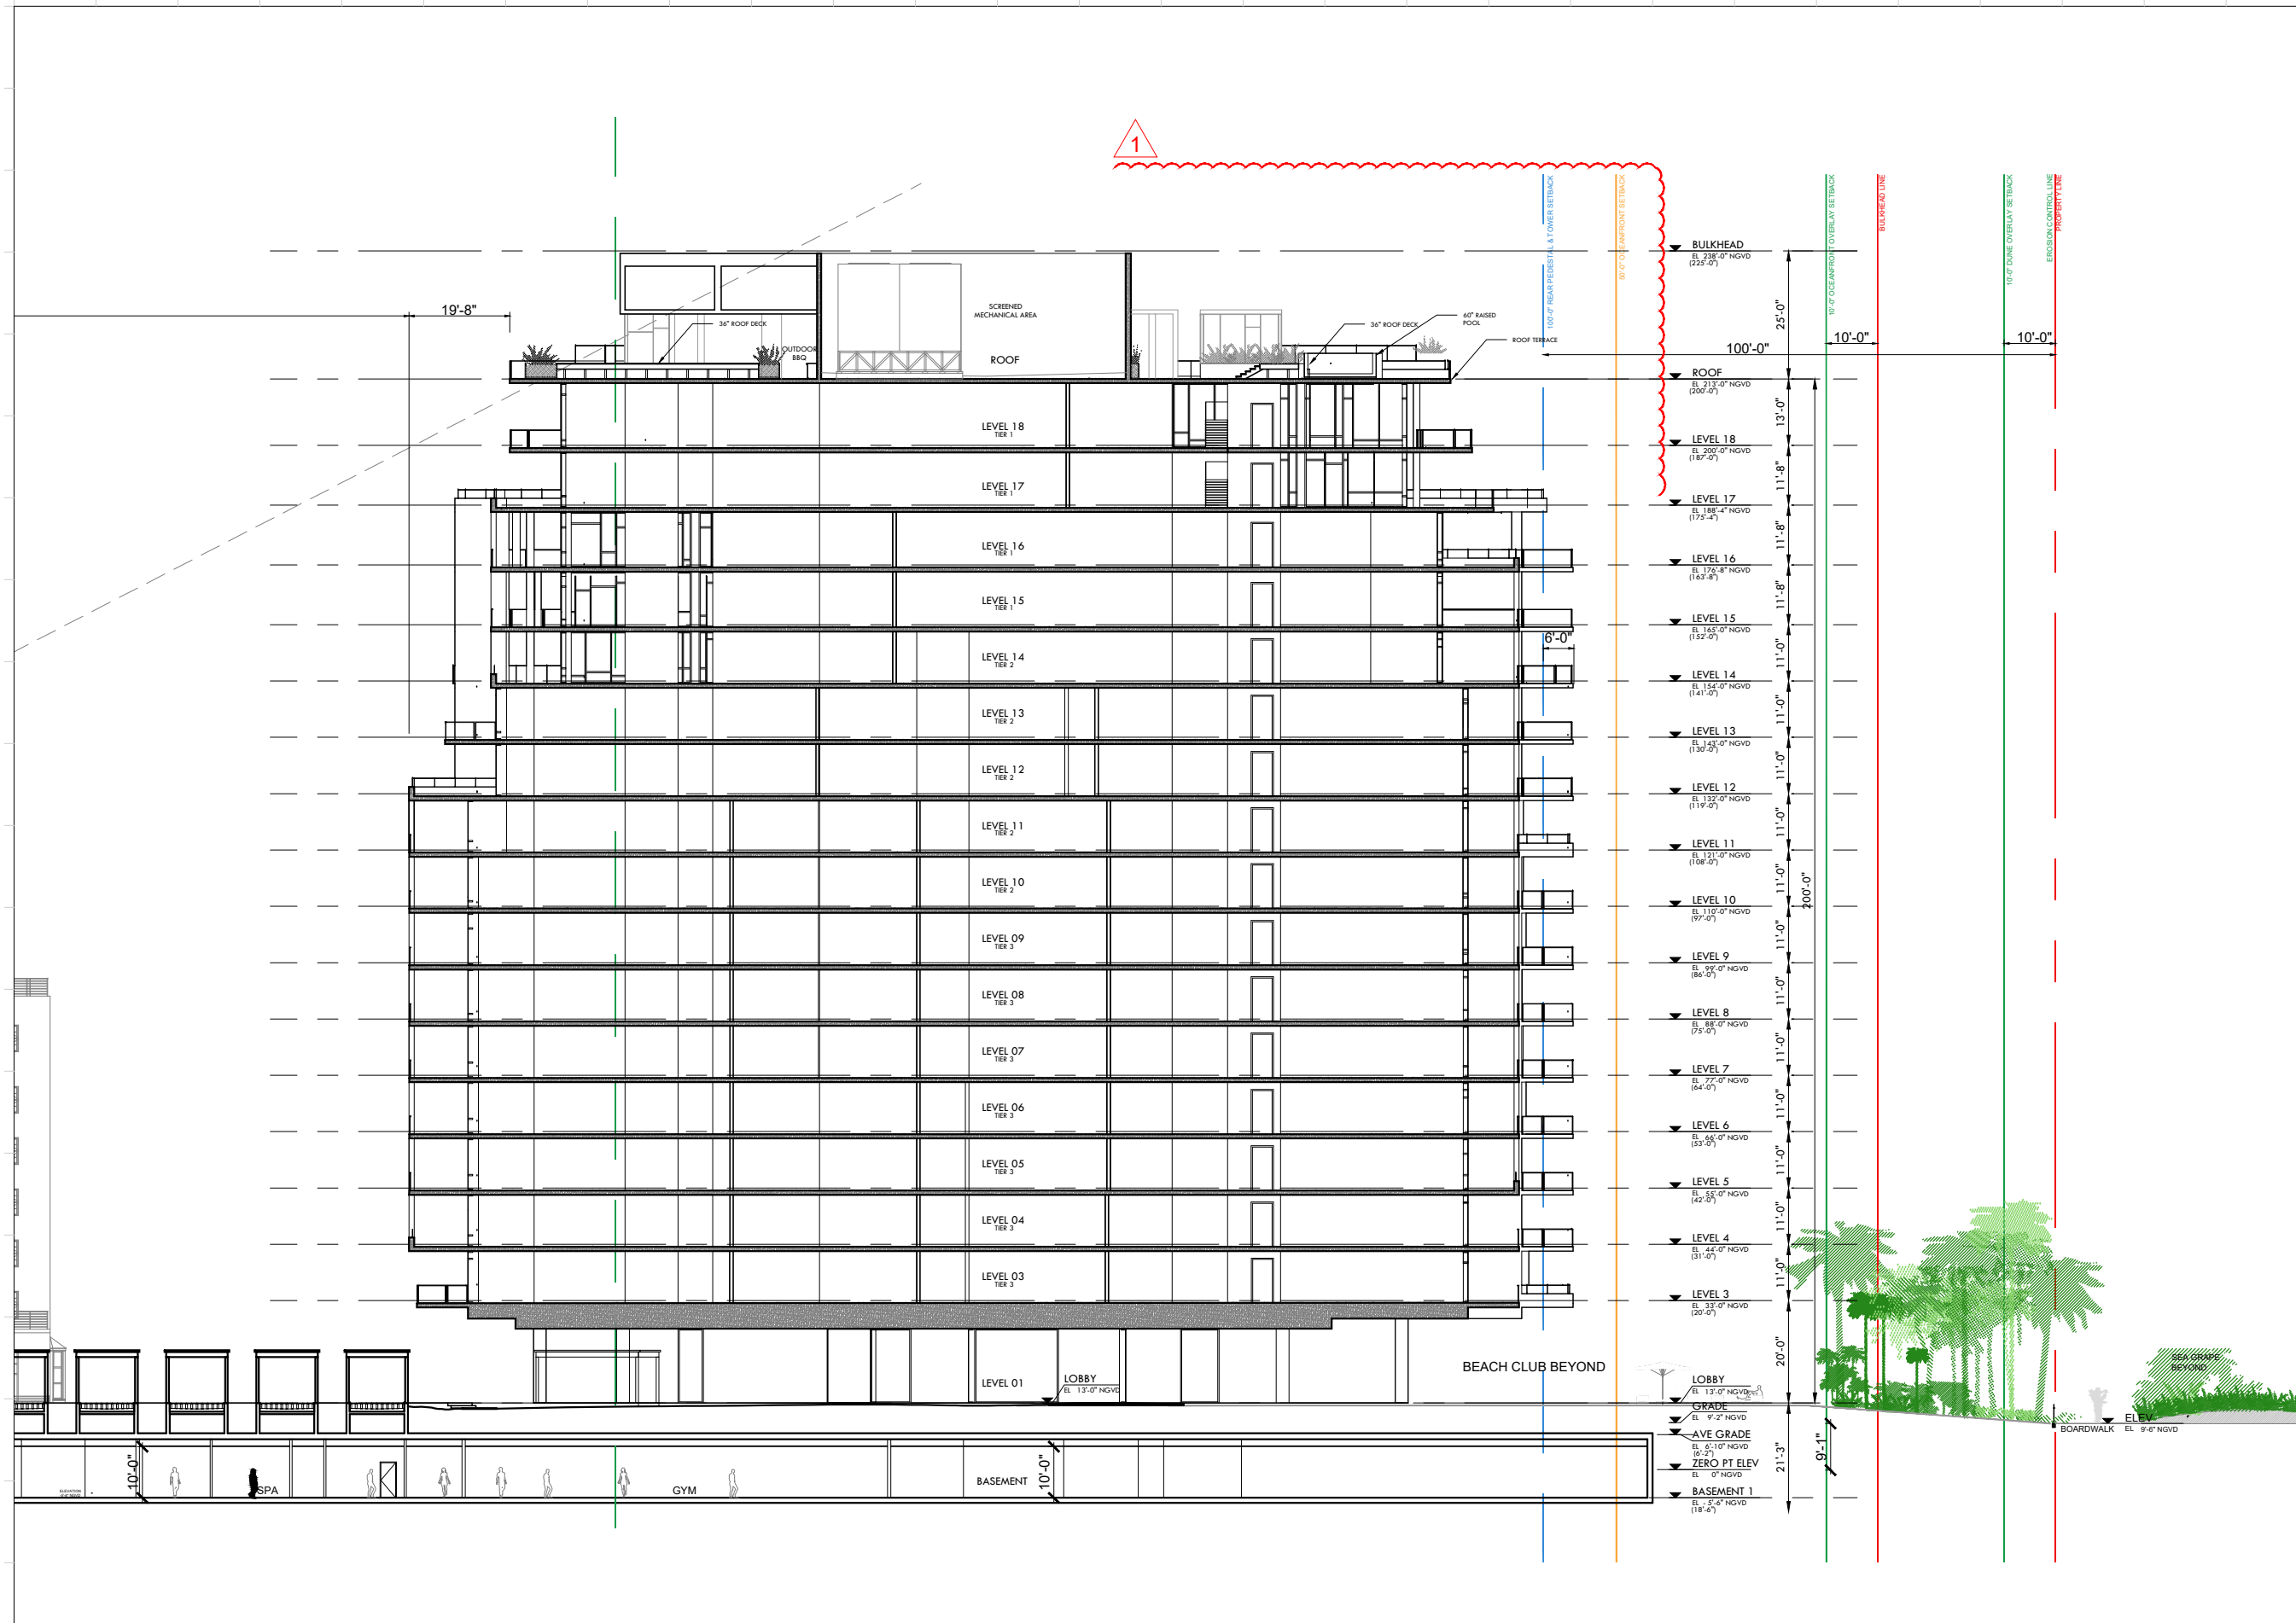 1
100'-0" REAR PEDESTAL & TOWER SETBACK
50'-0" OCEANFRONT SETBACK
10'-0" OCEANFRONT OVERLAY SETBACK
BULKHEAD LINE
10'-0" DUNE OVERLAY SETBACK
EROSION CONTROL LINE
PROPERTY LINE
BULKHEAD
EL 238'-0" NGVD
(225'-0")
25'-0"
19'-8"
SCREENED
MECHANICAL AREA
36" ROOF DECK
OUTDOOR
BBQ
ROOF
36" ROOF DECK
60" RAISED
POOL
ROOF TERRACE
100'-0"
10'-0"
10'-0"
ROOF
EL 213'-0" NGVD
(200'-0")
13'-0"
LEVEL 18
TIER 1
LEVEL 18
EL 200'-0" NGVD
(187'-0")
11'-8"
LEVEL 17
TIER 1
LEVEL 17
EL 188'-4" NGVD
(175'-4")
11'-8"
LEVEL 16
TIER 1
LEVEL 16
EL 176'-8" NGVD
(163'-8")
11'-8"
LEVEL 15
TIER 1
LEVEL 15
EL 165'-0" NGVD
(152'-0")
6'-0"
11'-0"
LEVEL 14
TIER 2
LEVEL 14
EL 154'-0" NGVD
(141'-0")
11'-0"
LEVEL 13
TIER 2
LEVEL 13
EL 143'-0" NGVD
(130'-0")
11'-0"
LEVEL 12
TIER 2
LEVEL 12
EL 132'-0" NGVD
(119'-0")
11'-0"
LEVEL 11
TIER 2
LEVEL 11
EL 121'-0" NGVD
(108'-0")
11'-0"
200'-0"
LEVEL 10
TIER 2
LEVEL 10
EL 110'-0" NGVD
(97'-0")
11'-0"
LEVEL 09
TIER 3
LEVEL 9
EL 99'-0" NGVD
(86'-0")
11'-0"
LEVEL 08
TIER 3
LEVEL 8
EL 88'-0" NGVD
(75'-0")
11'-0"
LEVEL 07
TIER 3
LEVEL 7
EL 77'-0" NGVD
(64'-0")
11'-0"
LEVEL 06
TIER 3
LEVEL 6
EL 66'-0" NGVD
(53'-0")
11'-0"
LEVEL 05
TIER 3
LEVEL 5
EL 55'-0" NGVD
(42'-0")
11'-0"
LEVEL 04
TIER 3
LEVEL 4
EL 44'-0" NGVD
(31'-0")
11'-0"
LEVEL 03
TIER 3
LEVEL 3
EL 33'-0" NGVD
(20'-0")
20'-0"
BEACH CLUB BEYOND
SEA GRAPE
BEYOND
LEVEL 01
LOBBY
EL 13'-0" NGVD
LOBBY
EL 13'-0" NGVD
GRADE
EL 9'-2" NGVD
AVE GRADE
EL 6'-10" NGVD
(6'-2")
ZERO PT ELEV
EL 0" NGVD
BASEMENT 1
EL - 5'-6" NGVD
(18'-6")
21'-3"
9'-1"
BOARDWALK
ELEV
EL 9'-6" NGVD
10'-0"
SPA
GYM
BASEMENT
10'-0"